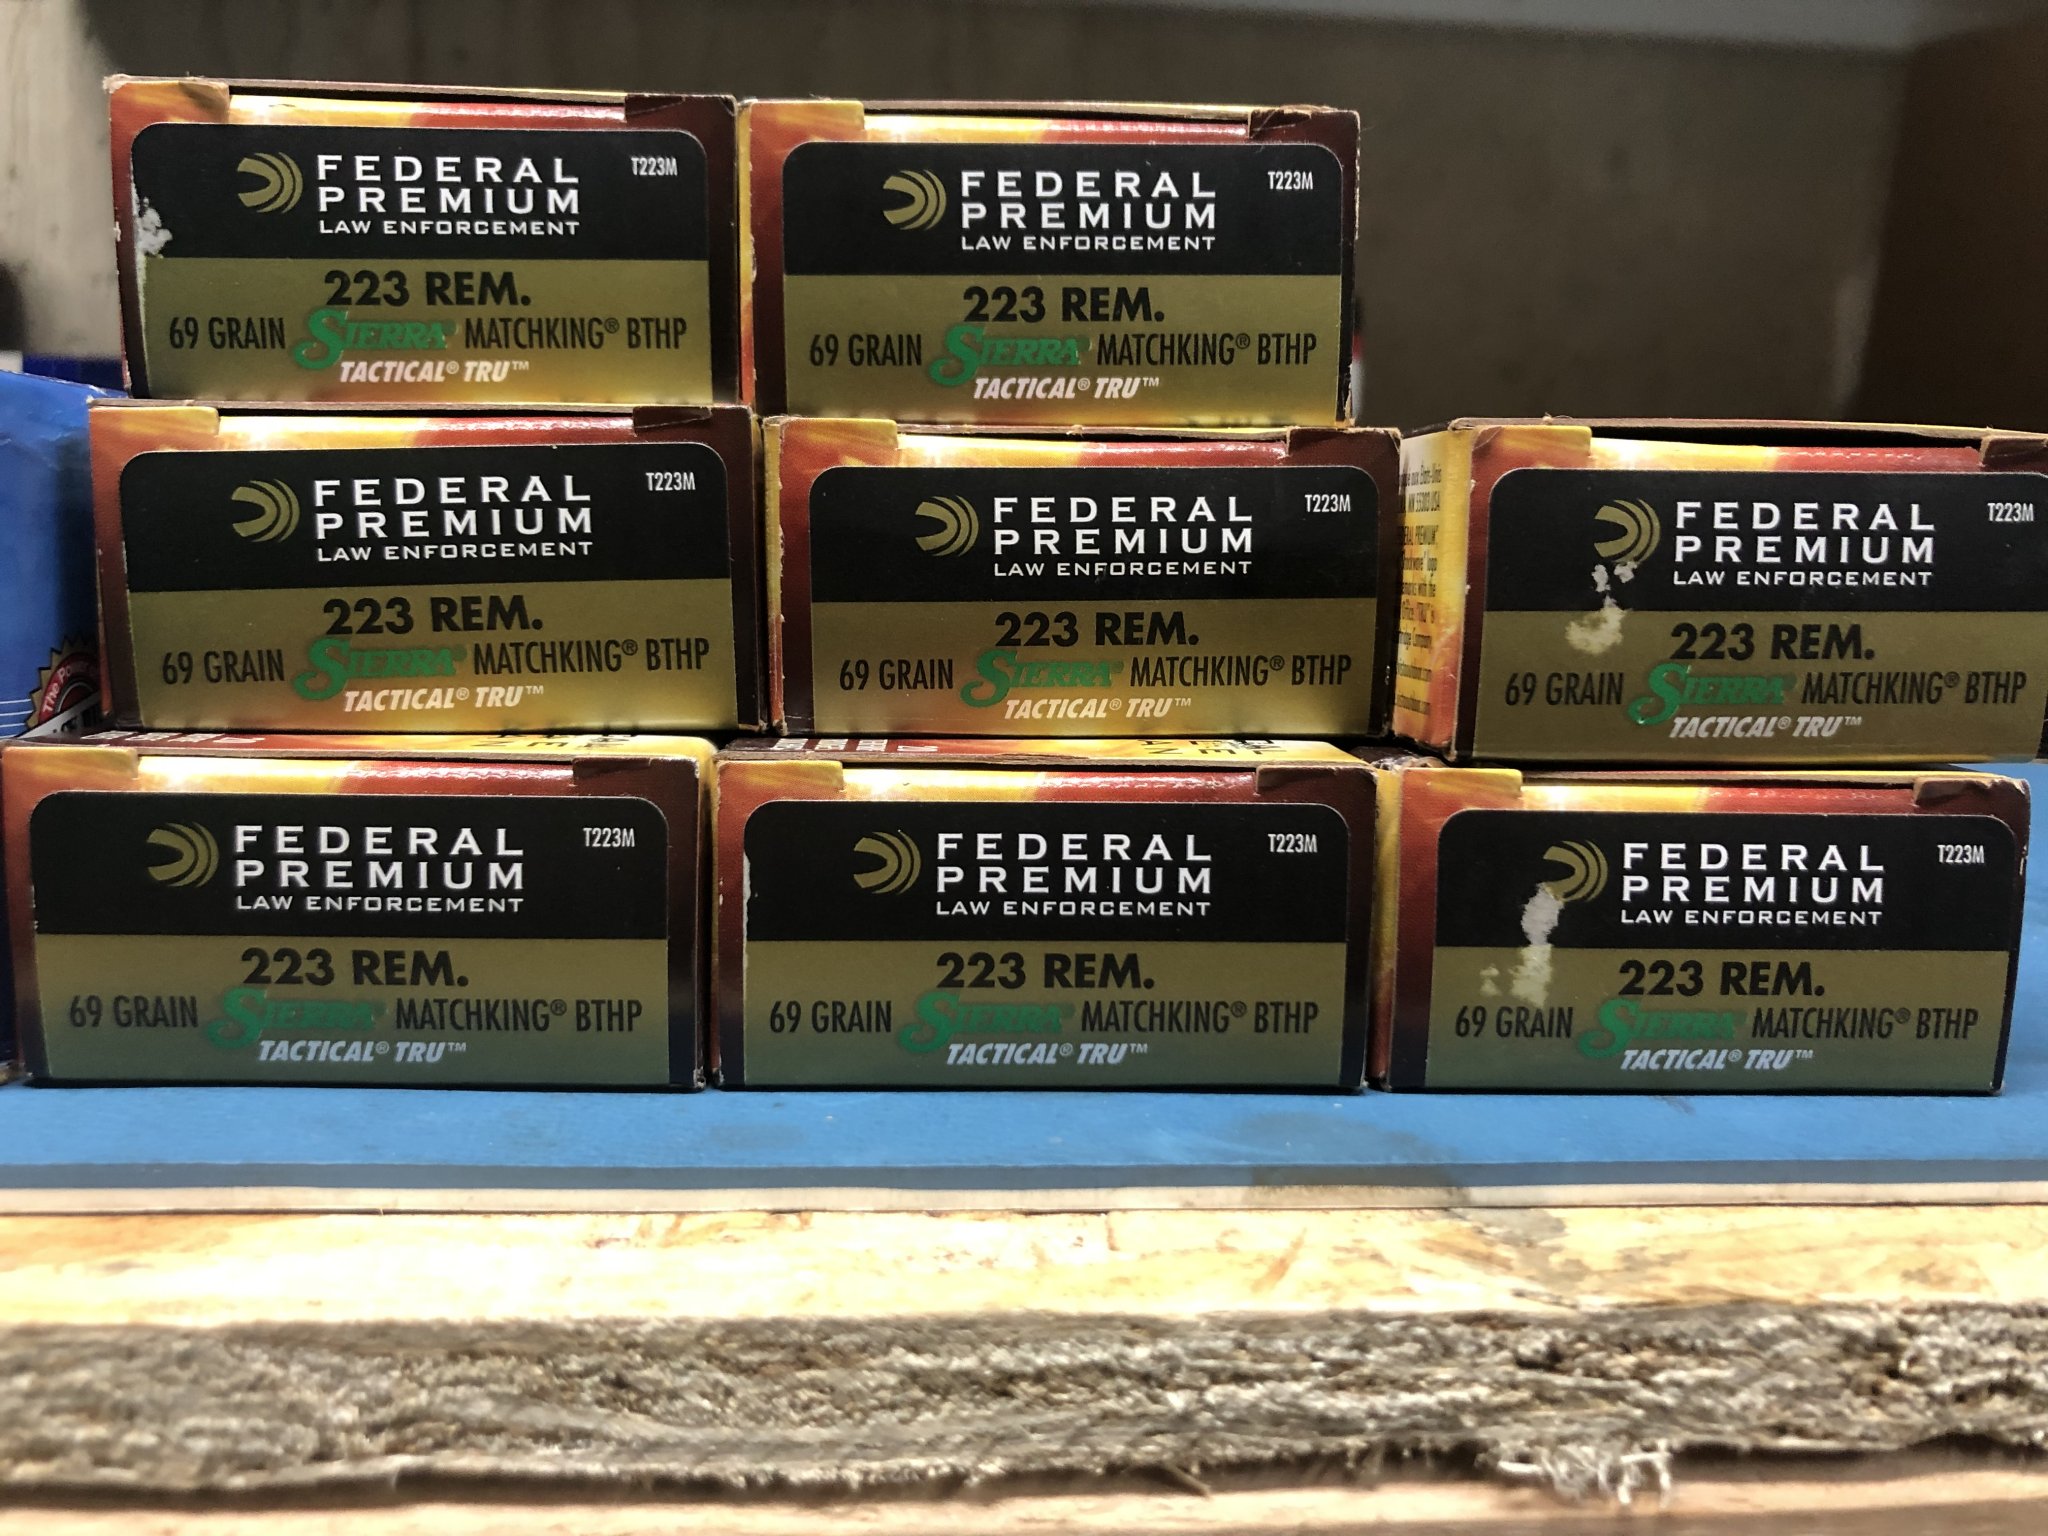 FEDERAL
PREMIUM
LAW ENFORCEMENT
T223M
223 REM.
69 GRAIN SIERRA® MATCHKING® BTHP
TACTICAL® TRU™
FEDERAL
PREMIUM
LAW ENFORCEMENT
T223M
223 REM.
69 GRAIN SIERRA® MATCHKING® BTHP
TACTICAL® TRU™
FEDERAL
PREMIUM
LAW ENFORCEMENT
T223M
223 REM.
69 GRAIN SIERRA® MATCHKING® BTHP
TACTICAL® TRU™
FEDERAL
PREMIUM
LAW ENFORCEMENT
T223M
223 REM.
69 GRAIN SIERRA® MATCHKING® BTHP
TACTICAL® TRU™
FEDERAL
PREMIUM
LAW ENFORCEMENT
T223M
223 REM.
69 GRAIN SIERRA® MATCHKING® BTHP
TACTICAL® TRU™
FEDERAL
PREMIUM
LAW ENFORCEMENT
T223M
223 REM.
69 GRAIN SIERRA® MATCHKING® BTHP
TACTICAL® TRU™
FEDERAL
PREMIUM
LAW ENFORCEMENT
T223M
223 REM.
69 GRAIN SIERRA® MATCHKING® BTHP
TACTICAL® TRU™
FEDERAL
PREMIUM
LAW ENFORCEMENT
T223M
223 REM.
69 GRAIN SIERRA® MATCHKING® BTHP
TACTICAL® TRU™